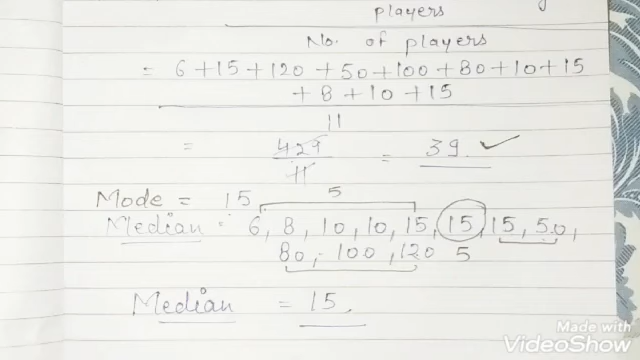 players
No. of players
= 6+15+120+50+100+80+10+15
+8+10+15
11
= 429 = 39 ✓
11
Mode = 15 5
Median = 6, 8, 10, 10, 15, 15, 15, 50,
80, 100, 120 5
Median = 15.
Made with
VideoShow